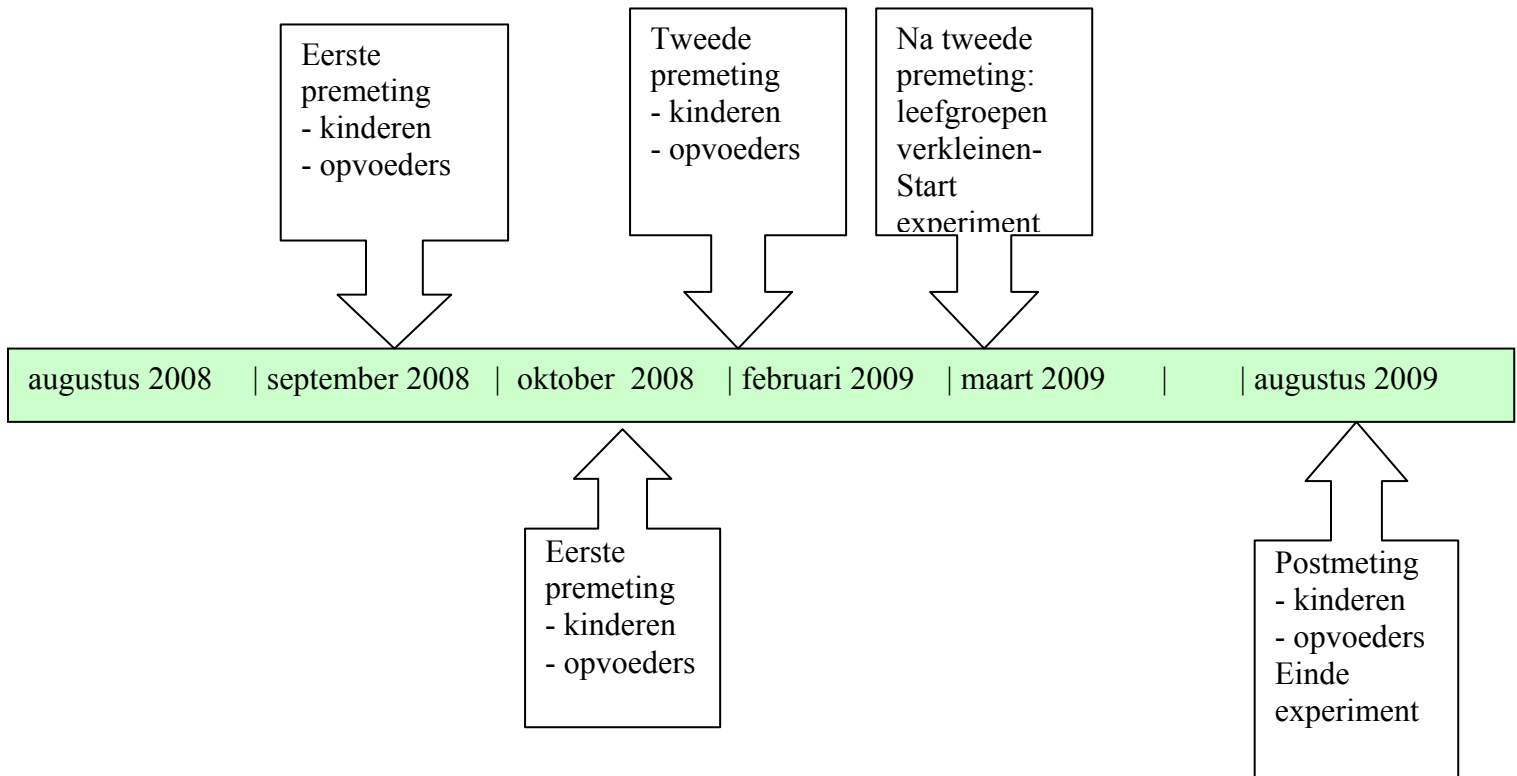 Eerste
premeting
- kinderen
- opvoeders
Tweede
premeting
- kinderen
- opvoeders
Na tweede
premeting:
leefgroepen
verkleinen-
Start
experiment
augustus 2008 | september 2008 | oktober 2008 | februari 2009 | maart 2009 | | augustus 2009
Eerste
premeting
- kinderen
- opvoeders
Postmeting
- kinderen
- opvoeders
Einde
experiment